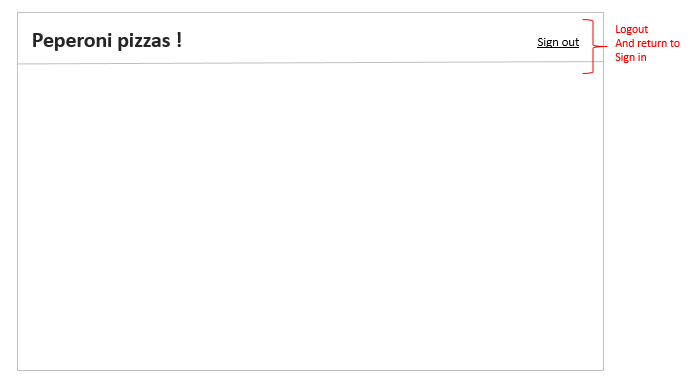 Peperoni pizzas !
Sign out
Logout
And return to
Sign in